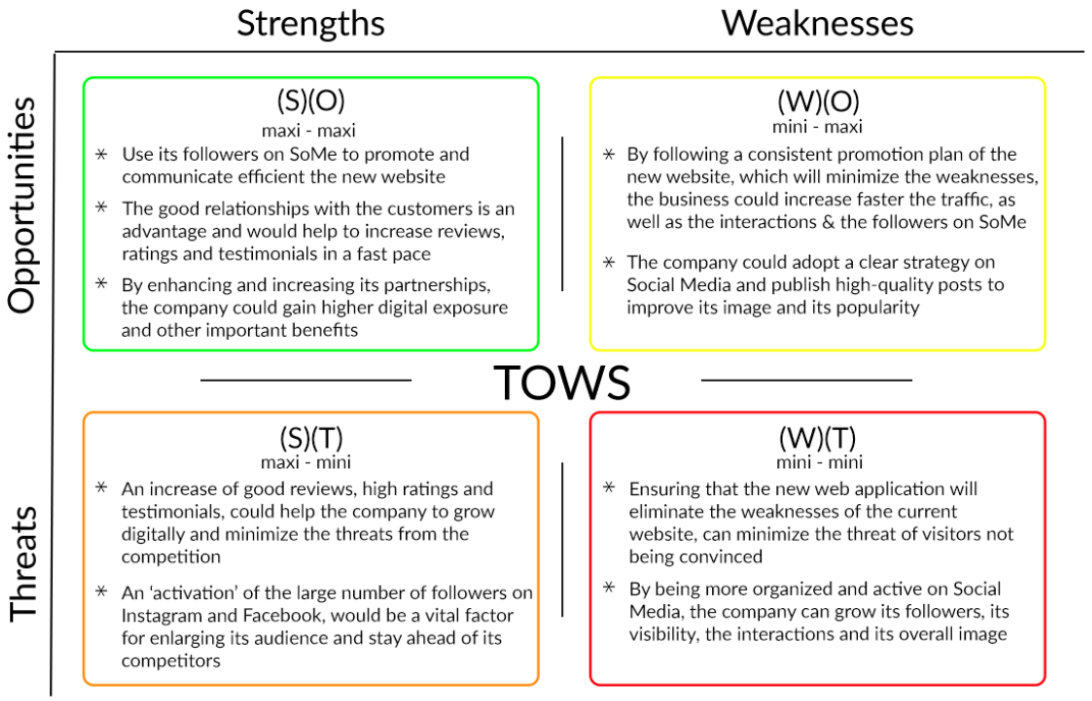 Strengths
Weaknesses
Opportunities
(S)(O)
maxi - maxi
* Use its followers on SoMe to promote and
communicate efficient the new website
* The good relationships with the customers is an
advantage and would help to increase reviews,
ratings and testimonials in a fast pace
* By enhancing and increasing its partnerships,
the company could gain higher digital exposure
and other important benefits
(W)(O)
mini - maxi
* By following a consistent promotion plan of the
new website, which will minimize the weaknesses,
the business could increase faster the traffic, as
well as the interactions & the followers on SoMe
* The company could adopt a clear strategy on
Social Media and publish high-quality posts to
improve its image and its popularity
TOWS
Threats
(S)(T)
maxi - mini
* An increase of good reviews, high ratings and
testimonials, could help the company to grow
digitally and minimize the threats from the
competition
* An ‘activation’ of the large number of followers on
Instagram and Facebook, would be a vital factor
for enlarging its audience and stay ahead of its
competitors
(W)(T)
mini - mini
* Ensuring that the new web application will
eliminate the weaknesses of the current
website, can minimize the threat of visitors not
being convinced
* By being more organized and active on Social
Media, the company can grow its followers, its
visibility, the interactions and its overall image